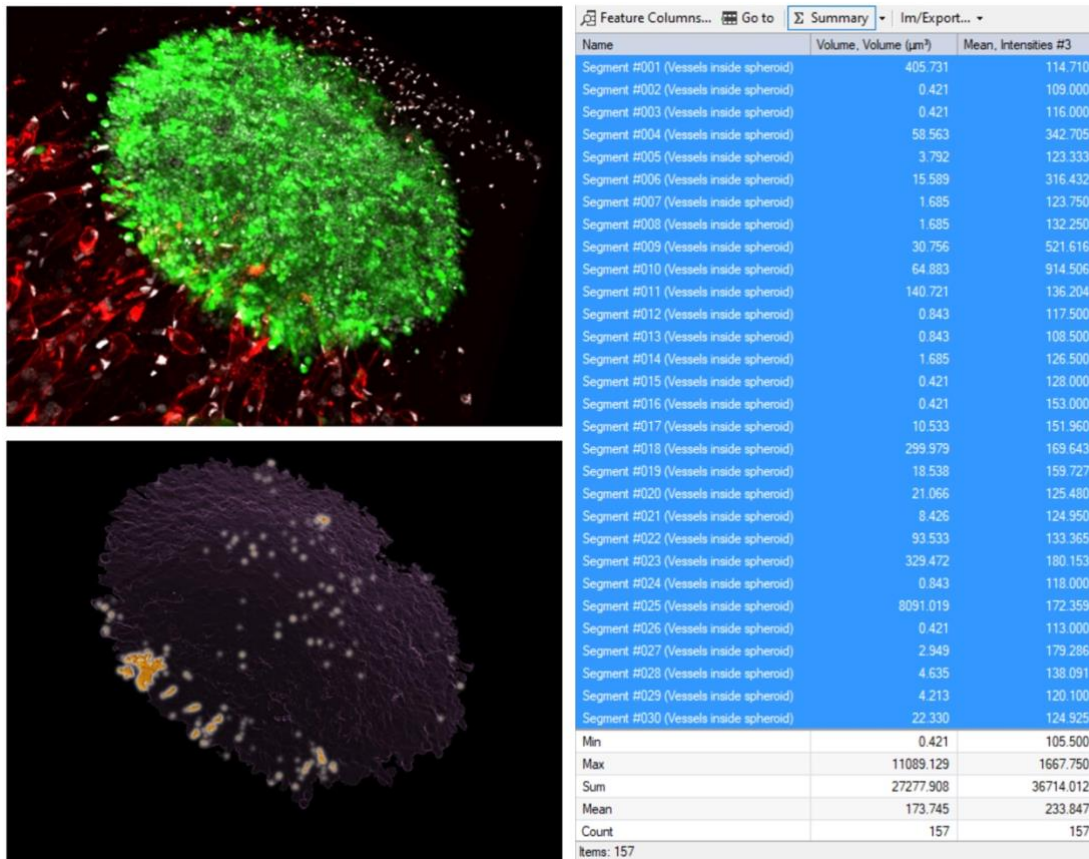 Feature Columns... Go to Σ Summary Im/Export...
Name Volume, Volume (µm³) Mean, Intensities #3
Segment #001 (Vessels inside spheroid) 405.731 114.710
Segment #002 (Vessels inside spheroid) 0.421 109.000
Segment #003 (Vessels inside spheroid) 0.421 116.000
Segment #004 (Vessels inside spheroid) 58.563 342.705
Segment #005 (Vessels inside spheroid) 3.792 123.333
Segment #006 (Vessels inside spheroid) 15.589 316.432
Segment #007 (Vessels inside spheroid) 1.685 123.750
Segment #008 (Vessels inside spheroid) 1.685 132.250
Segment #009 (Vessels inside spheroid) 30.756 521.616
Segment #010 (Vessels inside spheroid) 64.883 914.506
Segment #011 (Vessels inside spheroid) 140.721 136.204
Segment #012 (Vessels inside spheroid) 0.843 117.500
Segment #013 (Vessels inside spheroid) 0.843 108.500
Segment #014 (Vessels inside spheroid) 1.685 126.500
Segment #015 (Vessels inside spheroid) 0.421 128.000
Segment #016 (Vessels inside spheroid) 0.421 153.000
Segment #017 (Vessels inside spheroid) 10.533 151.960
Segment #018 (Vessels inside spheroid) 299.979 169.643
Segment #019 (Vessels inside spheroid) 18.538 159.727
Segment #020 (Vessels inside spheroid) 21.066 125.480
Segment #021 (Vessels inside spheroid) 8.426 124.950
Segment #022 (Vessels inside spheroid) 93.533 133.365
Segment #023 (Vessels inside spheroid) 329.472 180.153
Segment #024 (Vessels inside spheroid) 0.843 118.000
Segment #025 (Vessels inside spheroid) 8091.019 172.359
Segment #026 (Vessels inside spheroid) 0.421 113.000
Segment #027 (Vessels inside spheroid) 2.949 179.286
Segment #028 (Vessels inside spheroid) 4.635 138.091
Segment #029 (Vessels inside spheroid) 4.213 120.100
Segment #030 (Vessels inside spheroid) 22.330 124.925
Min 0.421 105.500
Max 11089.129 1667.750
Sum 27277.908 36714.012
Mean 173.745 233.847
Count 157 157
Items: 157